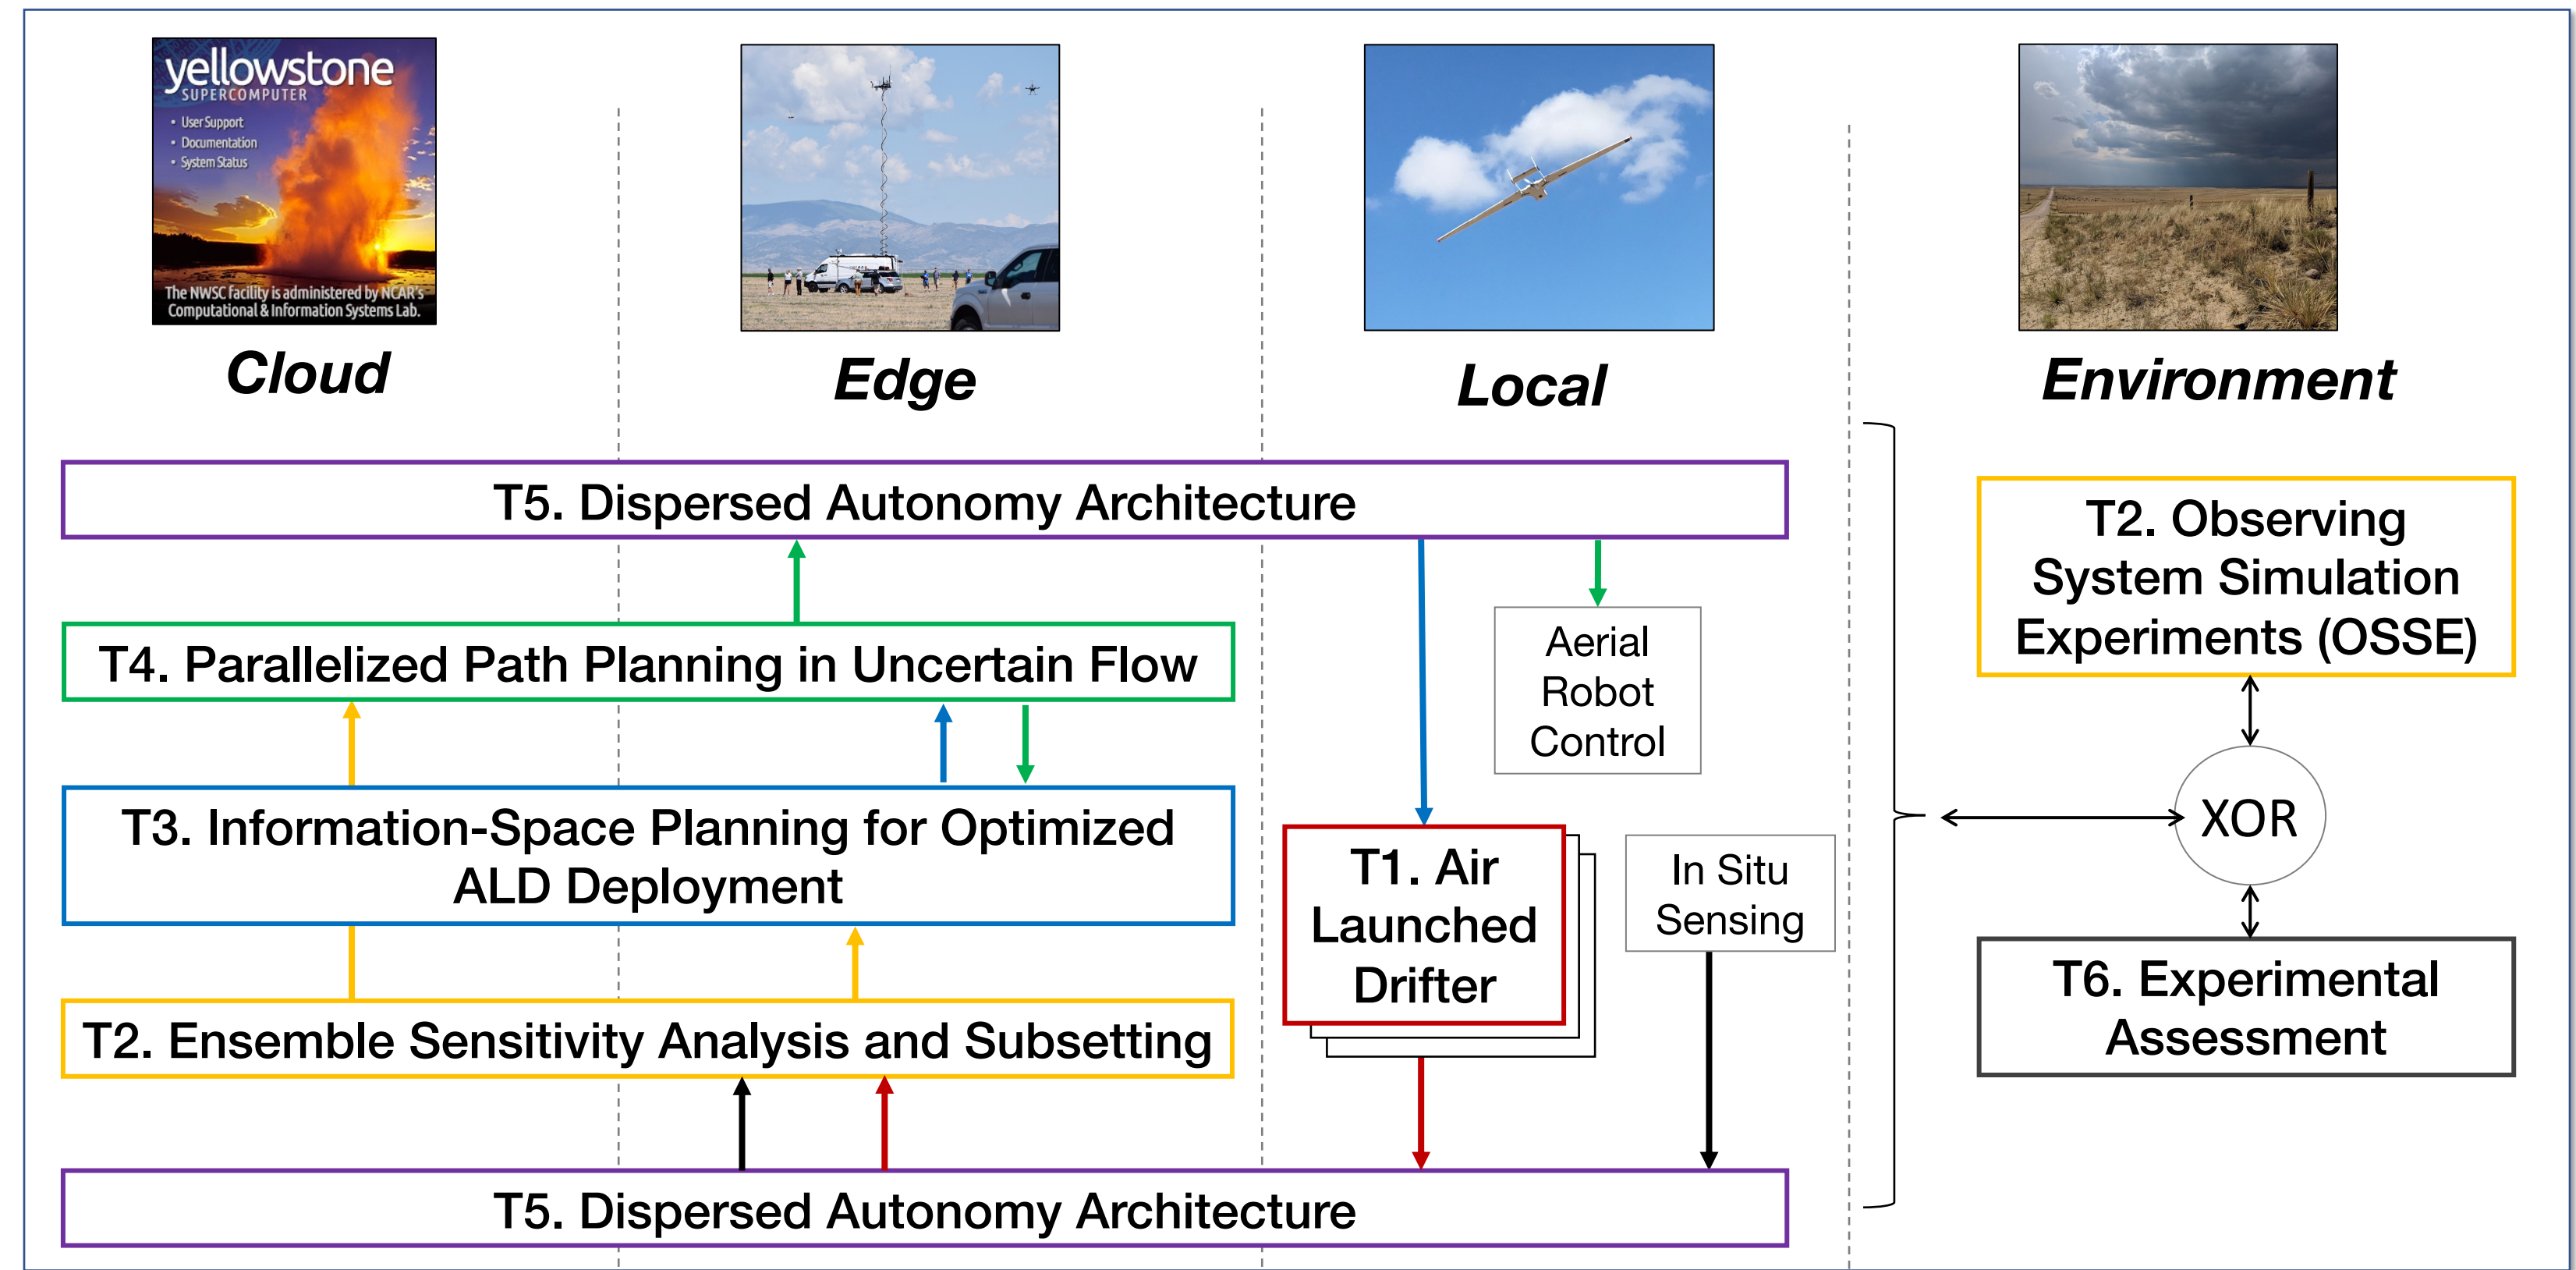 yellowstone
SUPERCOMPUTER
• User Support
• Documentation
• System Status
The NWSC facility is administered by NCAR's
Computational & Information Systems Lab.
Cloud
Edge
Local
Environment
T5. Dispersed Autonomy Architecture
T4. Parallelized Path Planning in Uncertain Flow
T3. Information-Space Planning for Optimized
ALD Deployment
T2. Ensemble Sensitivity Analysis and Subsetting
T5. Dispersed Autonomy Architecture
Aerial
Robot
Control
T1. Air
Launched
Drifter
In Situ
Sensing
T2. Observing
System Simulation
Experiments (OSSE)
XOR
T6. Experimental
Assessment